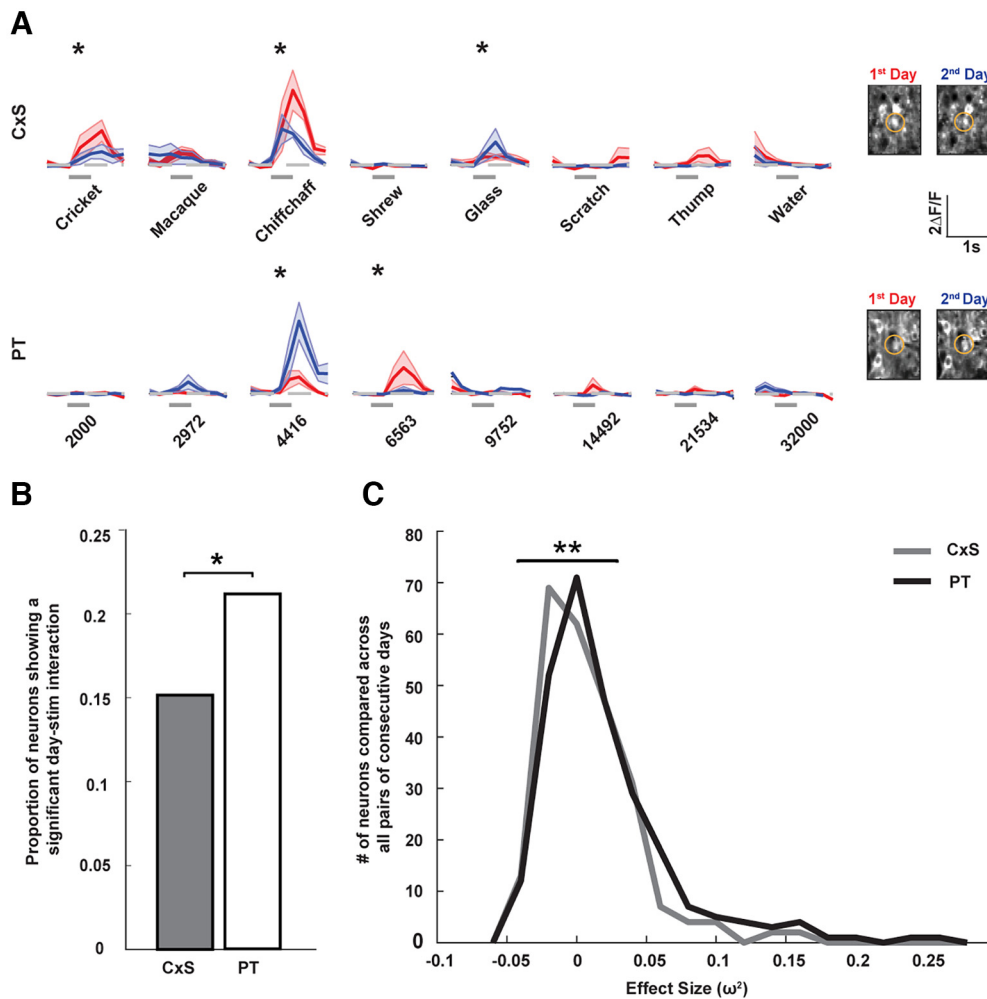 A
* * *
1st Day 2nd Day
CxS
Cricket Macaque Chiffchaff Shrew Glass Scratch Thump Water
2ΔF/F
1s
* *
1st Day 2nd Day
PT
2000 2972 4416 6563 9752 14492 21534 32000
B
Proportion of neurons showing a
significant day-stim interaction
0.25
0.2
0.15
0.1
0.05
0
*
CxS PT
C
# of neurons compared across
all pairs of consecutive days
80
70
60
50
40
30
20
10
0
**
CxS
PT
-0.1 -0.05 0 0.05 0.1 0.15 0.2 0.25
Effect Size (ω²)